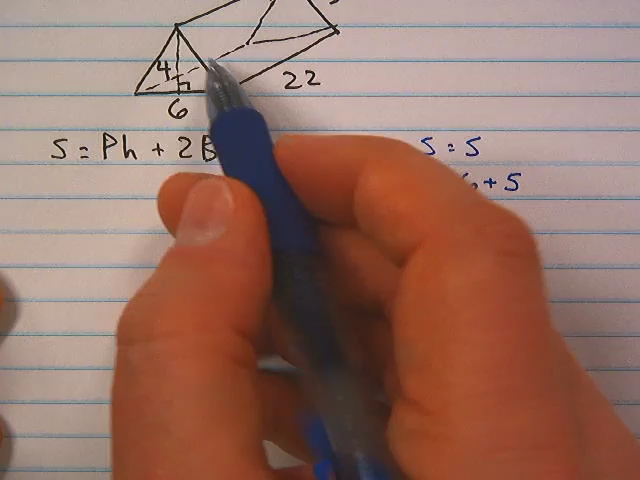 4
22
6
S = Ph + 2B
S = 5
+ 5